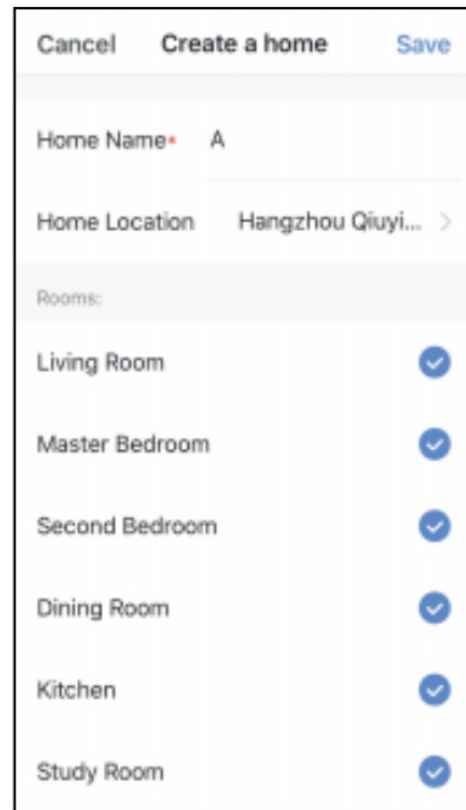 Cancel Create a home Save
Home Name* A
Home Location Hangzhou Qiuyi... >
Rooms:
Living Room
Master Bedroom
Second Bedroom
Dining Room
Kitchen
Study Room